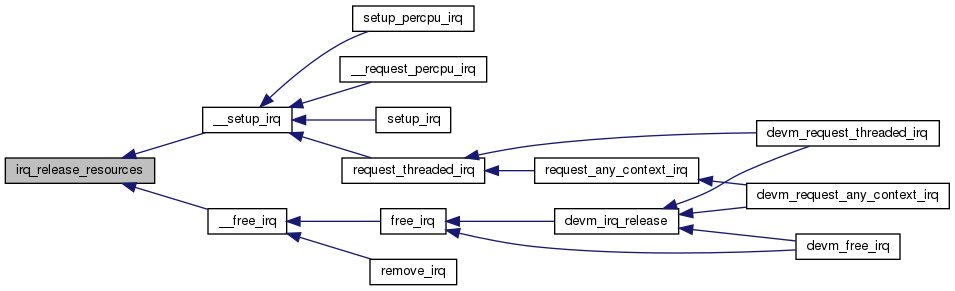 setup_percpu_irq
__request_percpu_irq
__setup_irq
setup_irq
devm_request_threaded_irq
irq_release_resources
request_threaded_irq
request_any_context_irq
devm_request_any_context_irq
__free_irq
free_irq
devm_irq_release
devm_free_irq
remove_irq